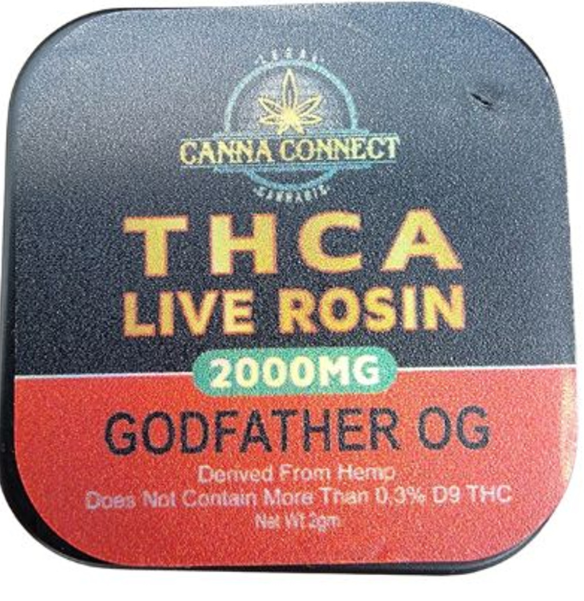 LEGAL
CANNA CONNECT
CANNABIS
THCA
LIVE ROSIN
2000MG
GODFATHER OG
Derived From Hemp
Does Not Contain More Than 0.3% D9 THC
Net Wt 2gm